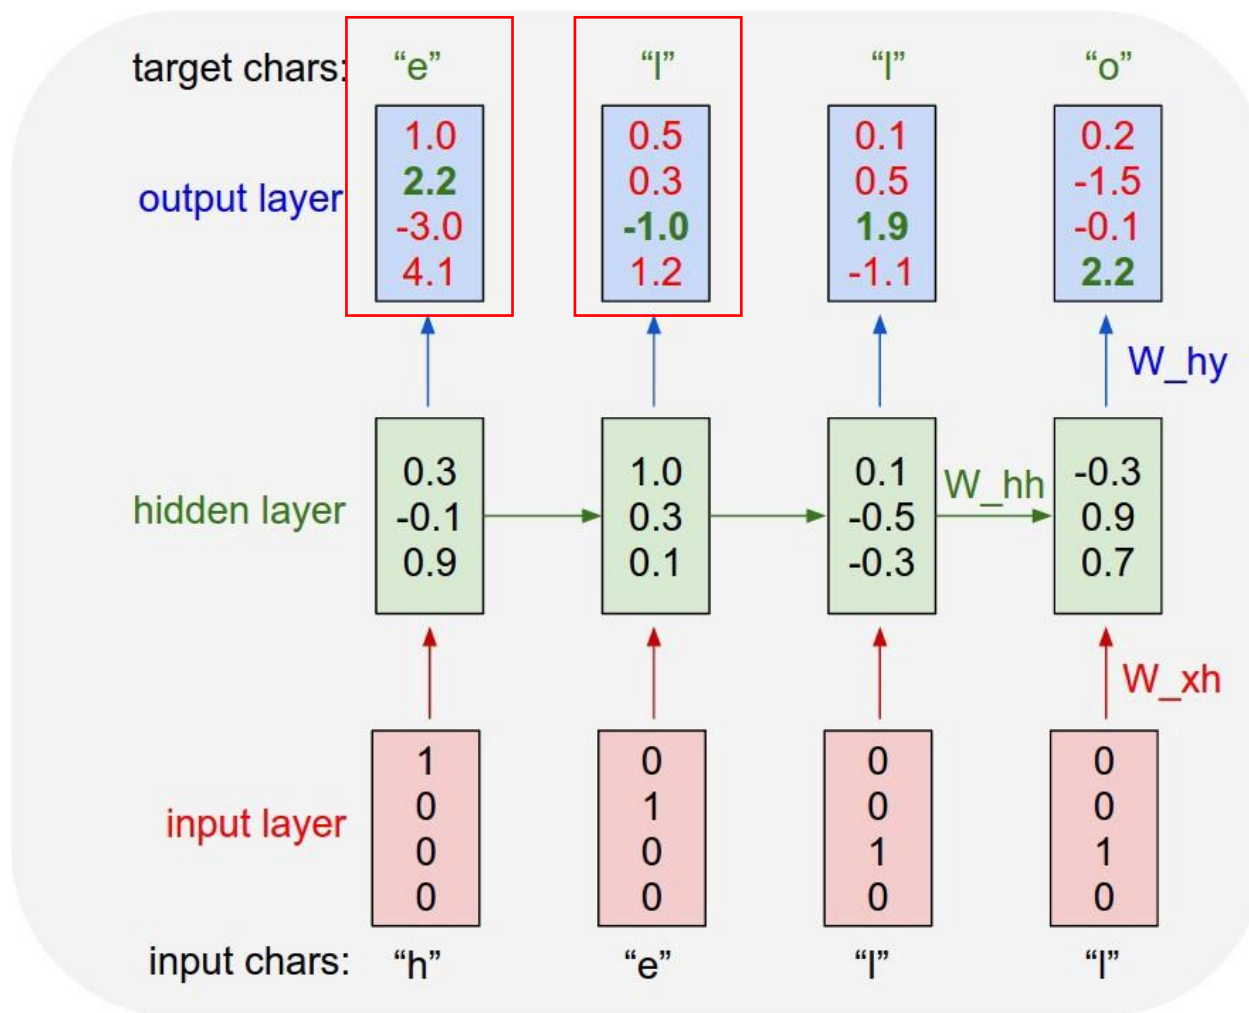 target chars: “e” “l” “l” “o”
output layer
1.0 0.5 0.1 0.2
2.2 0.3 0.5 -1.5
-3.0 -1.0 1.9 -0.1
4.1 1.2 -1.1 2.2
W_hy
hidden layer
0.3 1.0 0.1 -0.3
-0.1 0.3 -0.5 0.9
0.9 0.1 -0.3 0.7
W_hh
W_xh
input layer
1 0 0 0
0 1 0 0
0 0 1 1
0 0 0 0
input chars: “h” “e” “l” “l”